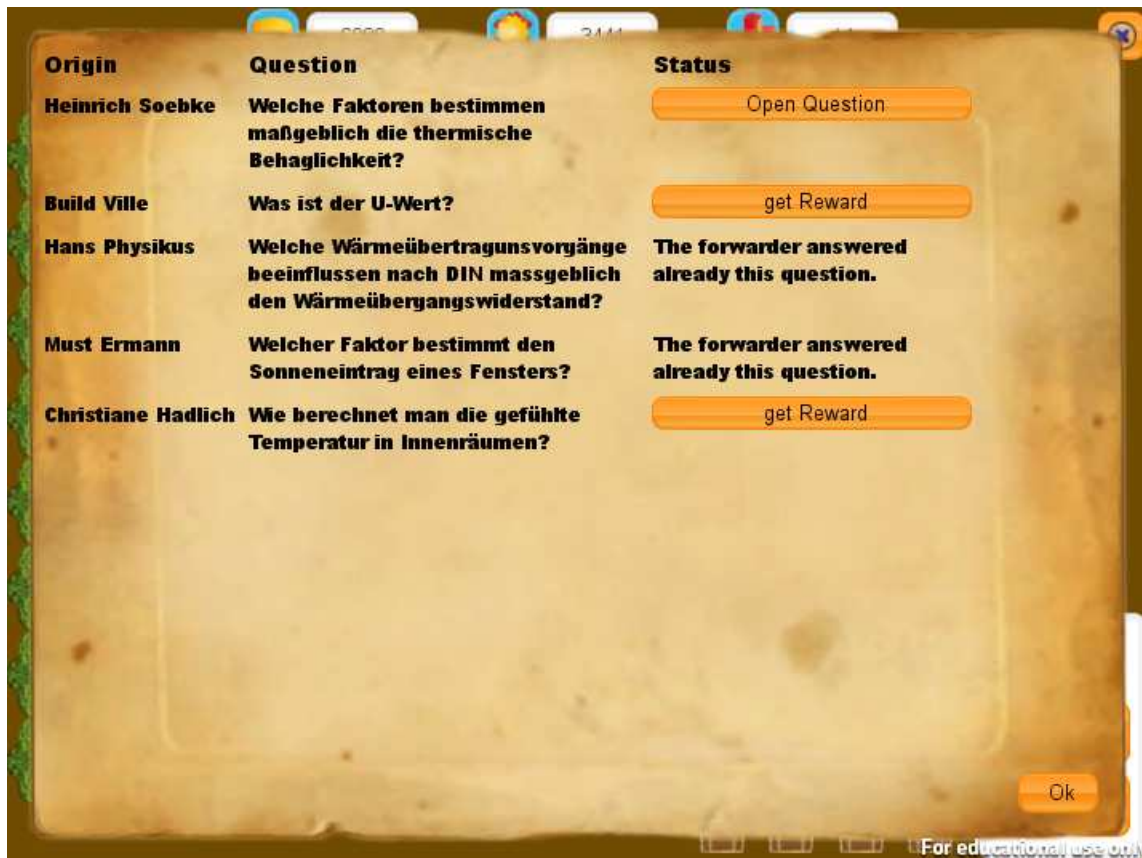 Origin Question Status
Heinrich Soebke Welche Faktoren bestimmen Open Question
maßgeblich die thermische
Behaglichkeit?
Build Ville Was ist der U-Wert? get Reward
Hans Physikus Welche Wärmeübertragunsvorgänge The forwarder answered
beeinflussen nach DIN massgeblich already this question.
den Wärmeübergangswiderstand?
Must Ermann Welcher Faktor bestimmt den The forwarder answered
Sonneneintrag eines Fensters? already this question.
Christiane Hadlich Wie berechnet man die gefühlte get Reward
Temperatur in Innenräumen?
Ok
For educational use only